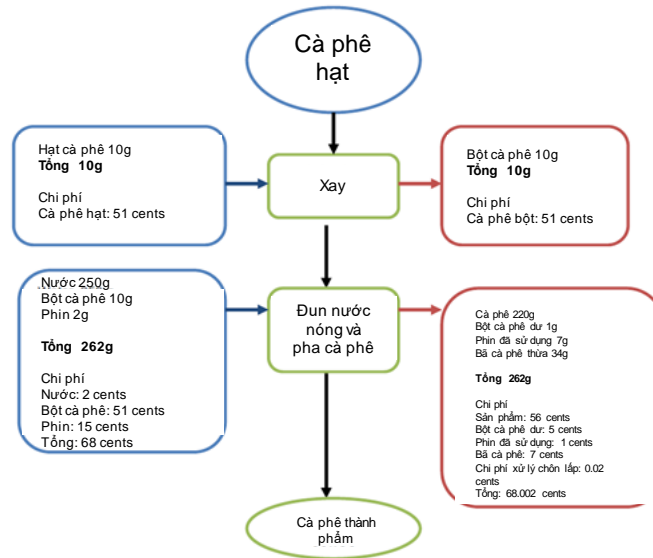 Cà phê
hạt
Hạt cà phê 10g
Tổng 10g
Chi phí
Cà phê hạt: 51 cents
Xay
Bột cà phê 10g
Tổng 10g
Chi phí
Cà phê bột: 51 cents
Nước 250g
Bột cà phê 10g
Phin 2g
Tổng 262g
Chi phí
Nước: 2 cents
Bột cà phê: 51 cents
Phin: 15 cents
Tổng: 68 cents
Đun nước
nóng và
pha cà phê
Cà phê 220g
Bột cà phê dư 1g
Phin đã sử dụng 7g
Bã cà phê thừa 34g
Tổng 262g
Chi phí
Sản phẩm: 56 cents
Bột cà phê dư: 5 cents
Phin đã sử dụng: 1 cents
Bã cà phê: 7 cents
Chi phí xử lý chôn lấp: 0.02
cents
Tổng: 68.002 cents
Cà phê thành
phẩm